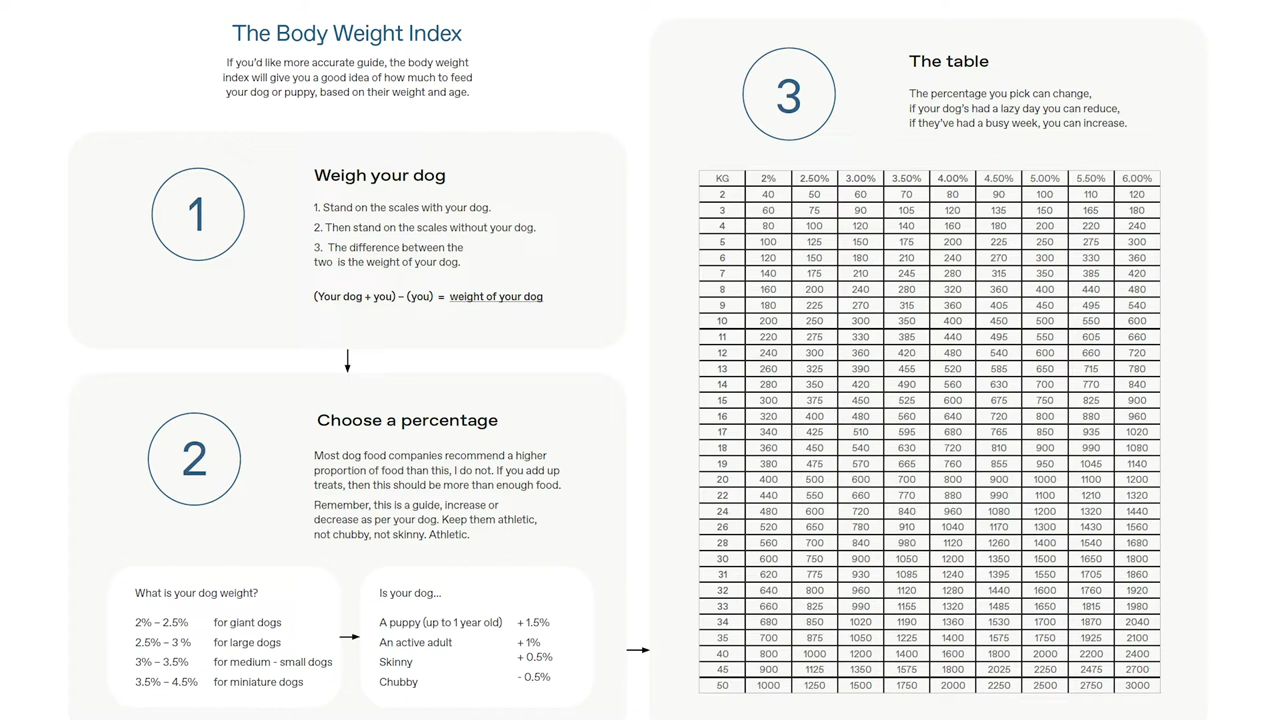 The Body Weight Index
If you'd like more accurate guide, the body weight
index will give you a good idea of how much to feed
your dog or puppy, based on their weight and age.
1
Weigh your dog
1. Stand on the scales with your dog.
2. Then stand on the scales without your dog.
3. The difference between the
two is the weight of your dog.
(Your dog + you) – (you) = weight of your dog
2
Choose a percentage
Most dog food companies recommend a higher
proportion of food than this, I do not. If you add up
treats, then this should be more than enough food.
Remember, this is a guide, increase or
decrease as per your dog. Keep them athletic,
not chubby, not skinny. Athletic.
What is your dog weight?
2% – 2.5% for giant dogs
2.5% – 3 % for large dogs
3% – 3.5% for medium - small dogs
3.5% – 4.5% for miniature dogs
Is your dog...
A puppy (up to 1 year old) + 1.5%
An active adult + 1%
Skinny + 0.5%
Chubby - 0.5%
3
The table
The percentage you pick can change,
if your dog's had a lazy day you can reduce,
if they've had a busy week, you can increase.
KG 2% 2.50% 3.00% 3.50% 4.00% 4.50% 5.00% 5.50% 6.00%
2 40 50 60 70 80 90 100 110 120
3 60 75 90 105 120 135 150 165 180
4 80 100 120 140 160 180 200 220 240
5 100 125 150 175 200 225 250 275 300
6 120 150 180 210 240 270 300 330 360
7 140 175 210 245 280 315 350 385 420
8 160 200 240 280 320 360 400 440 480
9 180 225 270 315 360 405 450 495 540
10 200 250 300 350 400 450 500 550 600
11 220 275 330 385 440 495 550 605 660
12 240 300 360 420 480 540 600 660 720
13 260 325 390 455 520 585 650 715 780
14 280 350 420 490 560 630 700 770 840
15 300 375 450 525 600 675 750 825 900
16 320 400 480 560 640 720 800 880 960
17 340 425 510 595 680 765 850 935 1020
18 360 450 540 630 720 810 900 990 1080
19 380 475 570 665 760 855 950 1045 1140
20 400 500 600 700 800 900 1000 1100 1200
22 440 550 660 770 880 990 1100 1210 1320
24 480 600 720 840 960 1080 1200 1320 1440
26 520 650 780 910 1040 1170 1300 1430 1560
28 560 700 840 980 1120 1260 1400 1540 1680
30 600 750 900 1050 1200 1350 1500 1650 1800
31 620 775 930 1085 1240 1395 1550 1705 1860
32 640 800 960 1120 1280 1440 1600 1760 1920
33 660 825 990 1155 1320 1485 1650 1815 1980
34 680 850 1020 1190 1360 1530 1700 1870 2040
35 700 875 1050 1225 1400 1575 1750 1925 2100
40 800 1000 1200 1400 1600 1800 2000 2200 2400
45 900 1125 1350 1575 1800 2025 2250 2475 2700
50 1000 1250 1500 1750 2000 2250 2500 2750 3000